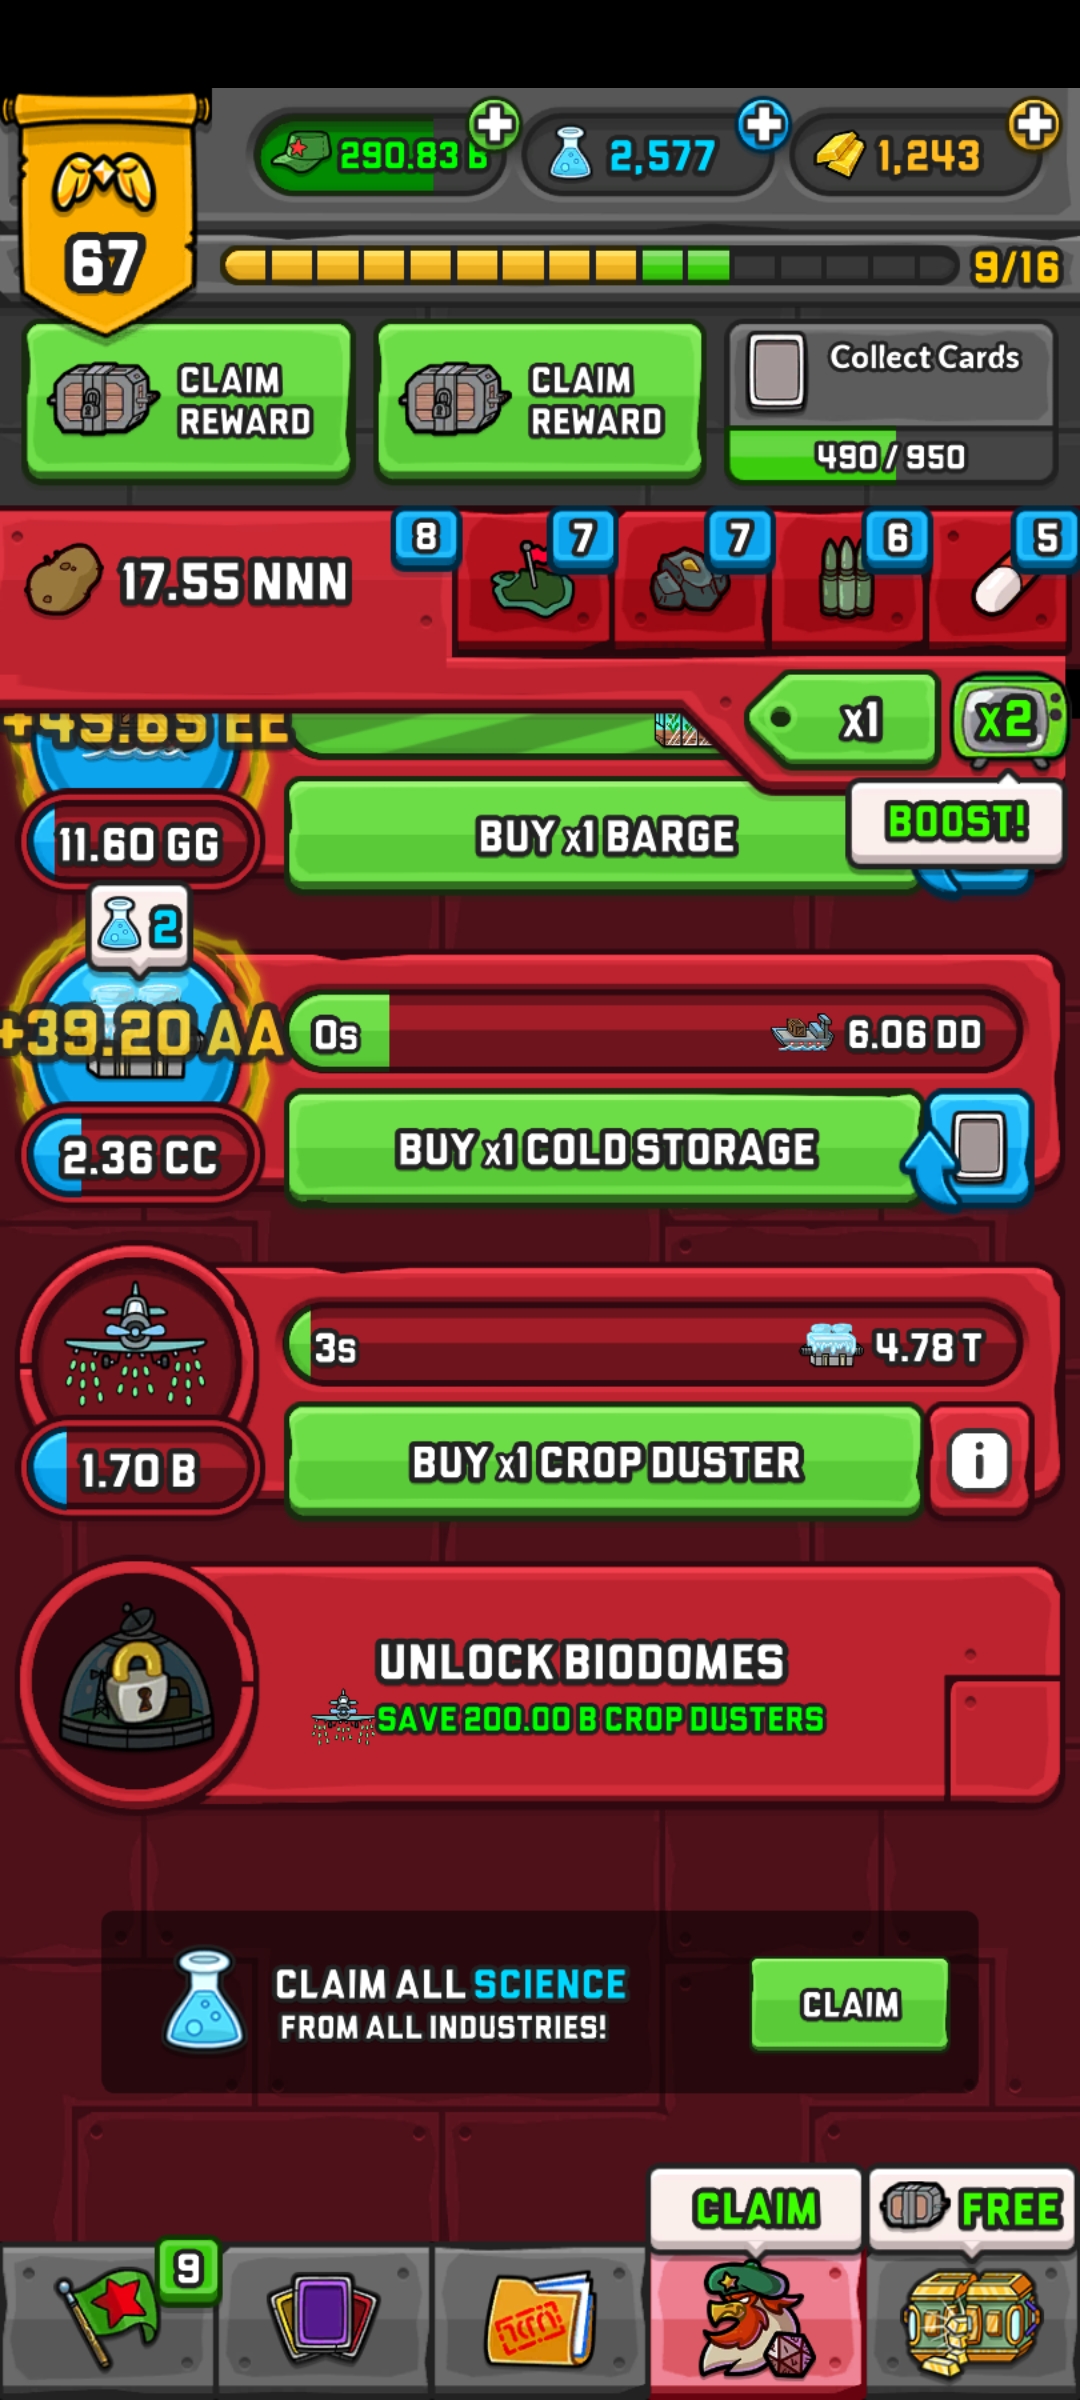 67
290.83 B
2,577
1,243
9/16
CLAIM
REWARD
CLAIM
REWARD
Collect Cards
490 / 950
17.55 NNN
8
7
7
6
5
x1
x2
BOOST!
11.60 GG
BUY x1 BARGE
2
+39.20 AA
0s
6.06 DD
2.36 CC
BUY x1 COLD STORAGE
3s
4.78 T
1.70 B
BUY x1 CROP DUSTER
i
UNLOCK BIODOMES
SAVE 200.00 B CROP DUSTERS
CLAIM ALL SCIENCE
FROM ALL INDUSTRIES!
CLAIM
CLAIM
FREE
9